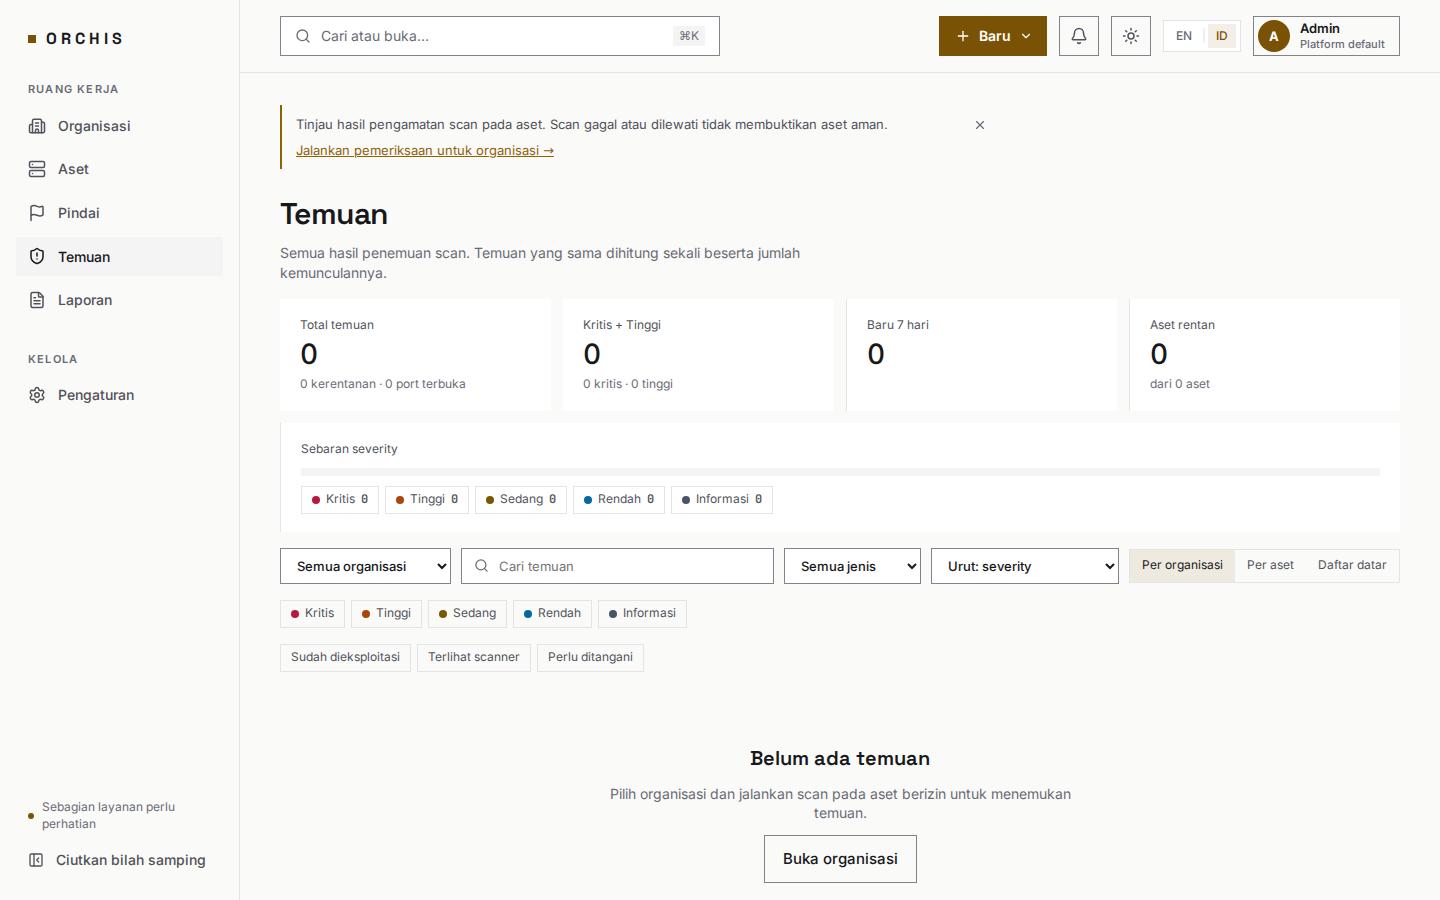 ORCHIS
RUANG KERJA
Organisasi
Aset
Pindai
Temuan
Laporan
KELOLA
Pengaturan
Sebagian layanan perlu
perhatian
Ciutkan bilah samping
Cari atau buka...
⌘K
Baru
EN
ID
A
Admin
Platform default
Tinjau hasil pengamatan scan pada aset. Scan gagal atau dilewati tidak membuktikan aset aman.
Jalankan pemeriksaan untuk organisasi →
Temuan
Semua hasil penemuan scan. Temuan yang sama dihitung sekali beserta jumlah
kemunculannya.
Total temuan
0
0 kerentanan · 0 port terbuka
Kritis + Tinggi
0
0 kritis · 0 tinggi
Baru 7 hari
0
Aset rentan
0
dari 0 aset
Sebaran severity
Kritis 0
Tinggi 0
Sedang 0
Rendah 0
Informasi 0
Semua organisasi
Cari temuan
Semua jenis
Urut: severity
Per organisasi
Per aset
Daftar datar
Kritis
Tinggi
Sedang
Rendah
Informasi
Sudah dieksploitasi
Terlihat scanner
Perlu ditangani
Belum ada temuan
Pilih organisasi dan jalankan scan pada aset berizin untuk menemukan
temuan.
Buka organisasi